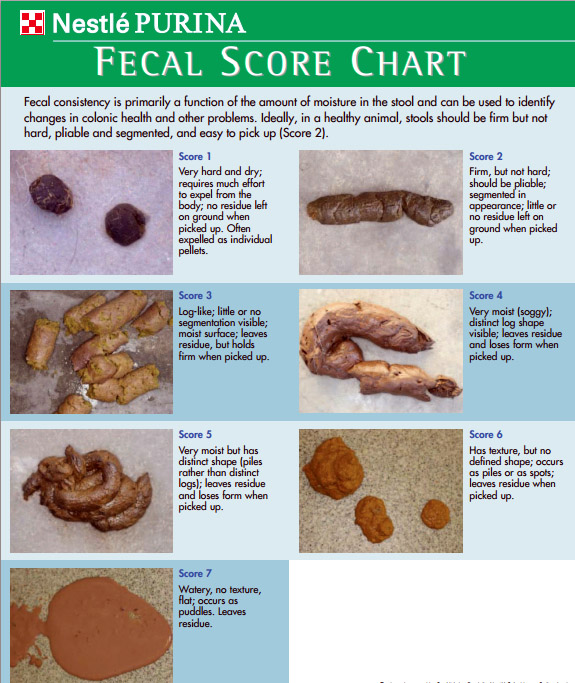 Nestlé PURINA
FECAL SCORE CHART
Fecal consistency is primarily a function of the amount of moisture in the stool and can be used to identify
changes in colonic health and other problems. Ideally, in a healthy animal, stools should be firm but not
hard, pliable and segmented, and easy to pick up (Score 2).
Score 1
Very hard and dry;
requires much effort
to expel from the
body; no residue left
on ground when
picked up. Often
expelled as individual
pellets.
Score 2
Firm, but not hard;
should be pliable;
segmented in
appearance; little or
no residue left on
ground when picked
up.
Score 3
Log-like; little or no
segmentation visible;
moist surface; leaves
residue, but holds
firm when picked up.
Score 4
Very moist (soggy);
distinct log shape
visible; leaves residue
and loses form when
picked up.
Score 5
Very moist but has
distinct shape (piles
rather than distinct
logs); leaves residue
and loses form when
picked up.
Score 6
Has texture, but no
defined shape; occurs
as piles or as spots;
leaves residue when
picked up.
Score 7
Watery, no texture,
flat; occurs as
puddles. Leaves
residue.